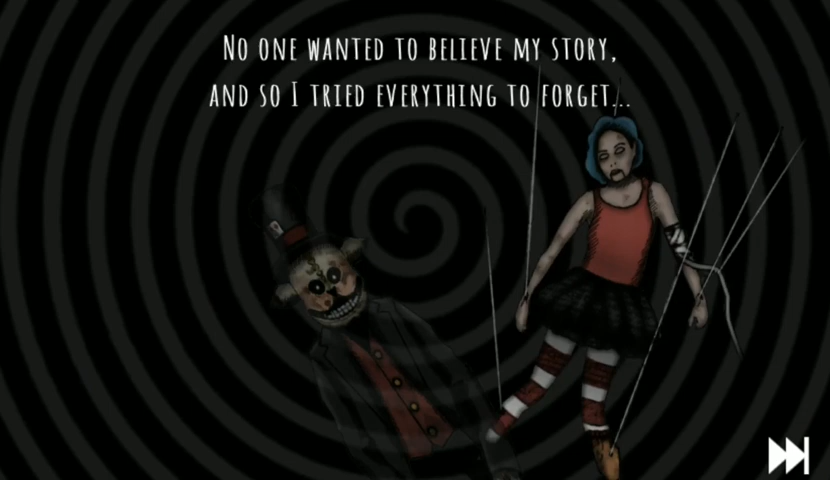 No one wanted to believe my story,
and so I tried everything to forget...